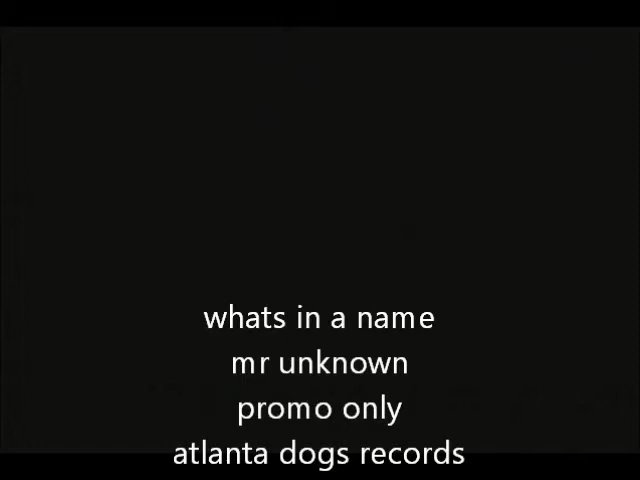 whats in a name
mr unknown
promo only
atlanta dogs records